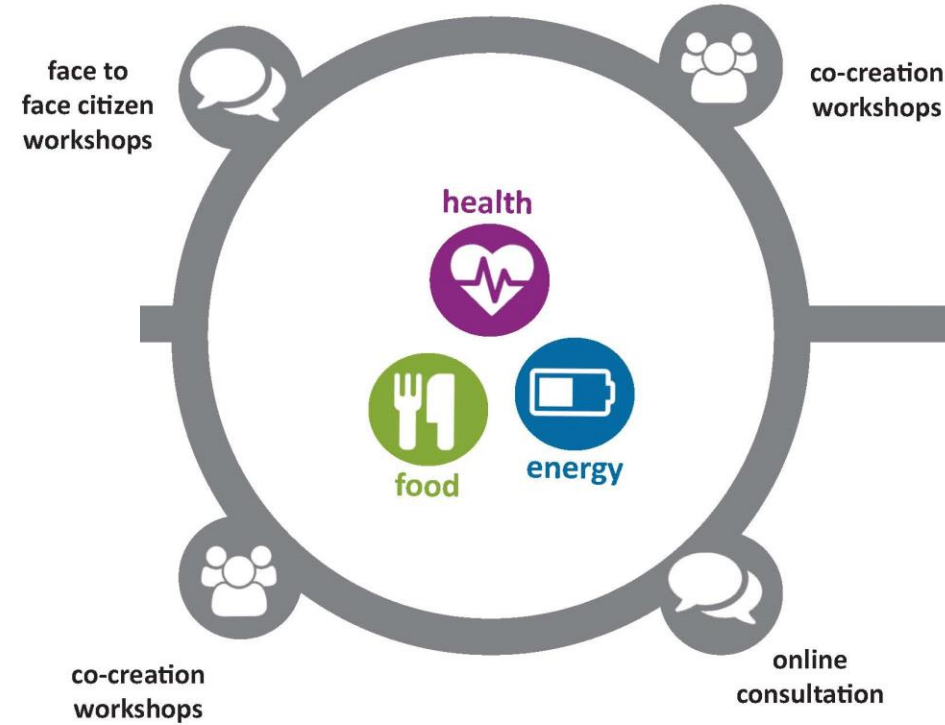 face to
face citizen
workshops
co-creation
workshops
health
food
energy
co-creation
workshops
online
consultation